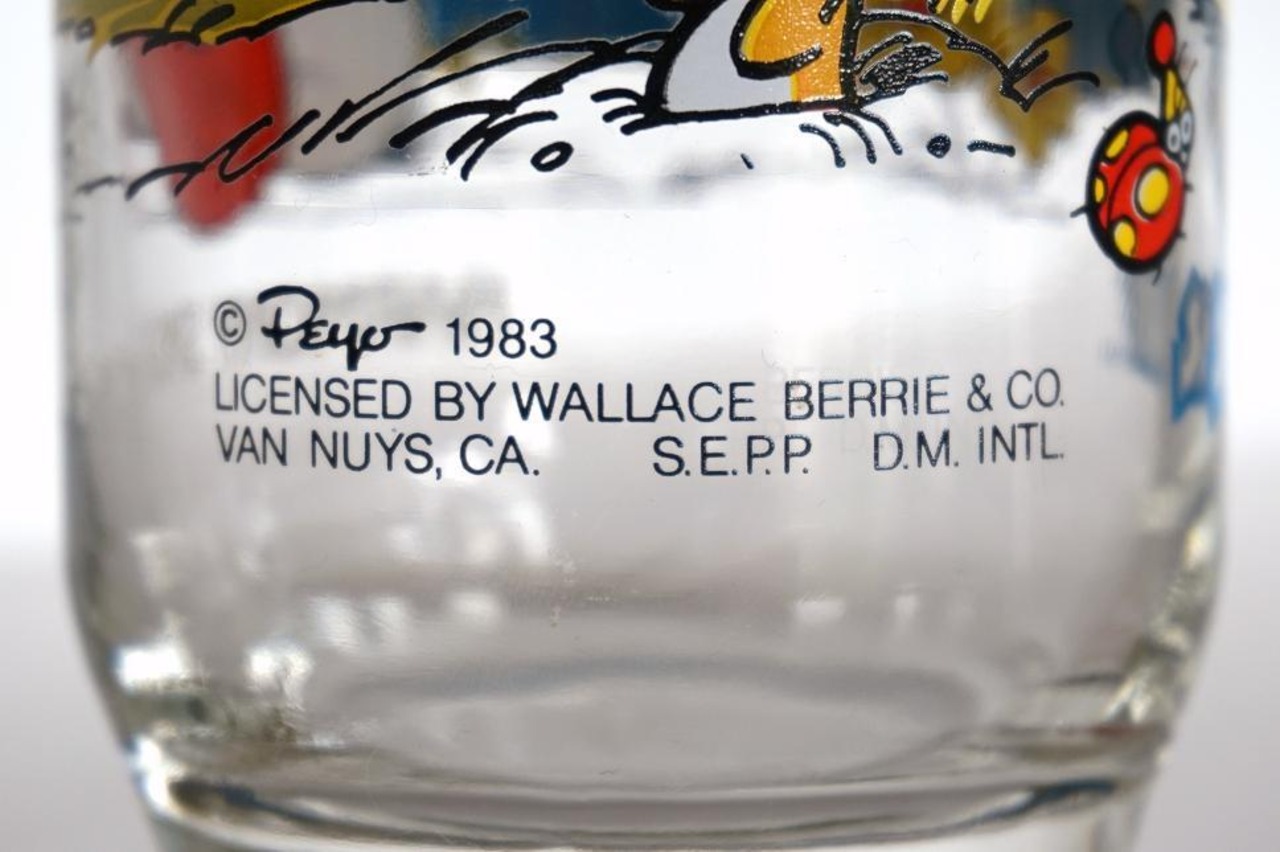 © Peyo 1983
LICENSED BY WALLACE BERRIE & CO.
VAN NUYS, CA. S.E.P.P. D.M. INTL.